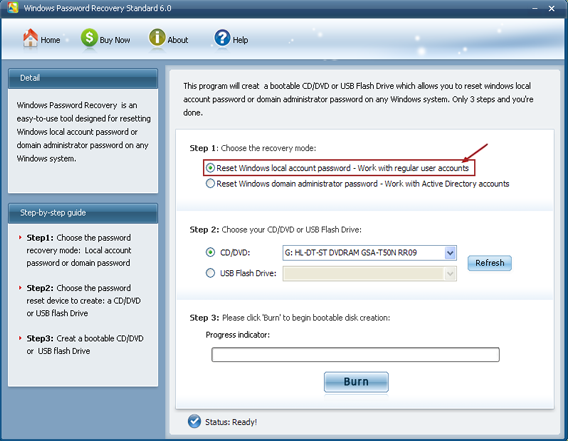 Windows Password Recovery Standard 6.0
Home
Buy Now
About
Help
Detail
Windows Password Recovery is an
easy-to-use tool designed for resetting
Windows local account password or
domain administrator password on any
Windows system.
Step-by-step guide
Step1: Choose the password
recovery mode: Local account
password or domain password
Step2: Choose the password
reset device to create: a CD/DVD
or USB flash Drive
Step3: Creat a bootable CD/DVD
or USB flash Drive
This program will creat a bootable CD/DVD or USB Flash Drive which allows you to reset windows local
account password or domain administrator password on any Windows system. Only 3 steps and you're
done.
Step 1: Choose the recovery mode:
Reset Windows local account password - Work with regular user accounts
Reset Windows domain administrator password - Work with Active Directory accounts
Step 2: Choose your CD/DVD or USB Flash Drive:
CD/DVD:
G: HL-DT-ST DVDRAM GSA-T50N RR09
Refresh
USB Flash Drive:
Step 3: Please click 'Burn' to begin bootable disk creation:
Progress indicator:
Burn
Status: Ready!